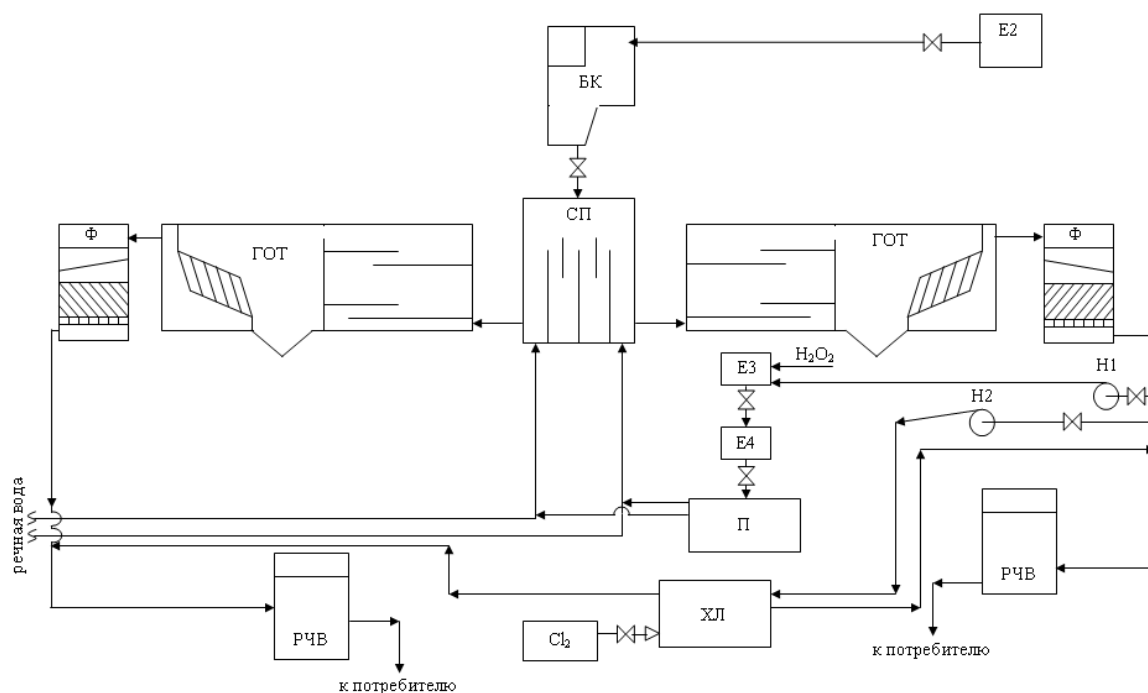 Е2
БК
СП
Ф
ГОТ
ГОТ
Ф
Е3
H₂O₂
Н1
Н2
Е4
речная вода
П
РЧВ
РЧВ
ХЛ
Cl₂
к потребителю
к потребителю